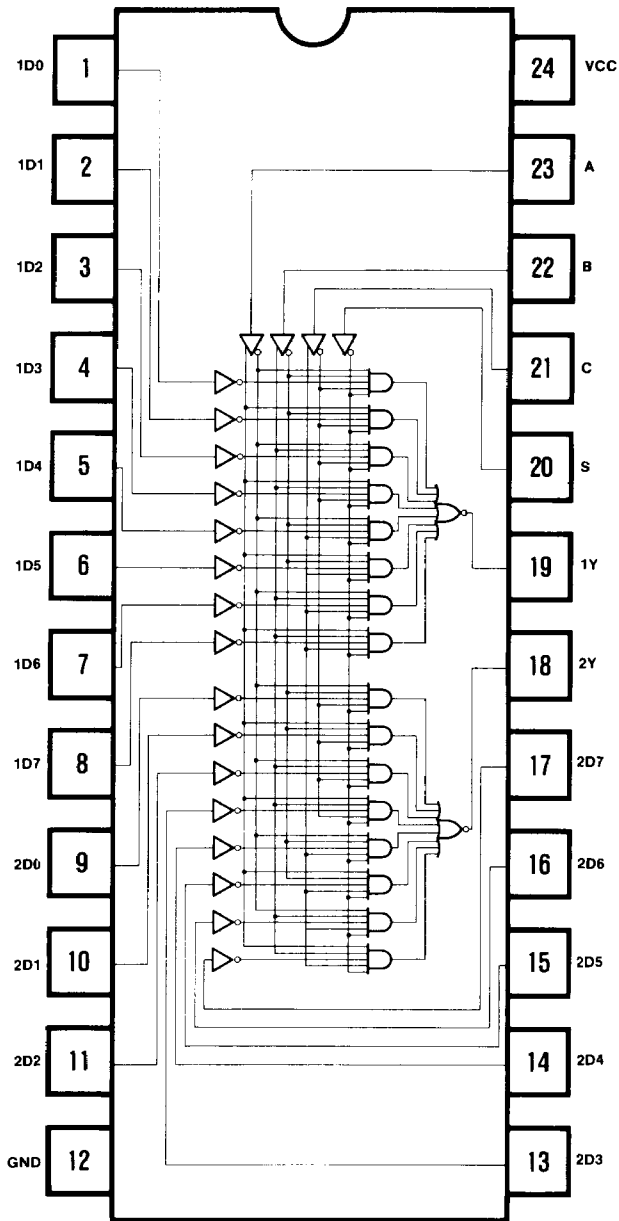 1D0 1 24 VCC
1D1 2 23 A
1D2 3 22 B
1D3 4 21 C
1D4 5 20 S
1D5 6 19 1Y
1D6 7 18 2Y
1D7 8 17 2D7
2D0 9 16 2D6
2D1 10 15 2D5
2D2 11 14 2D4
GND 12 13 2D3